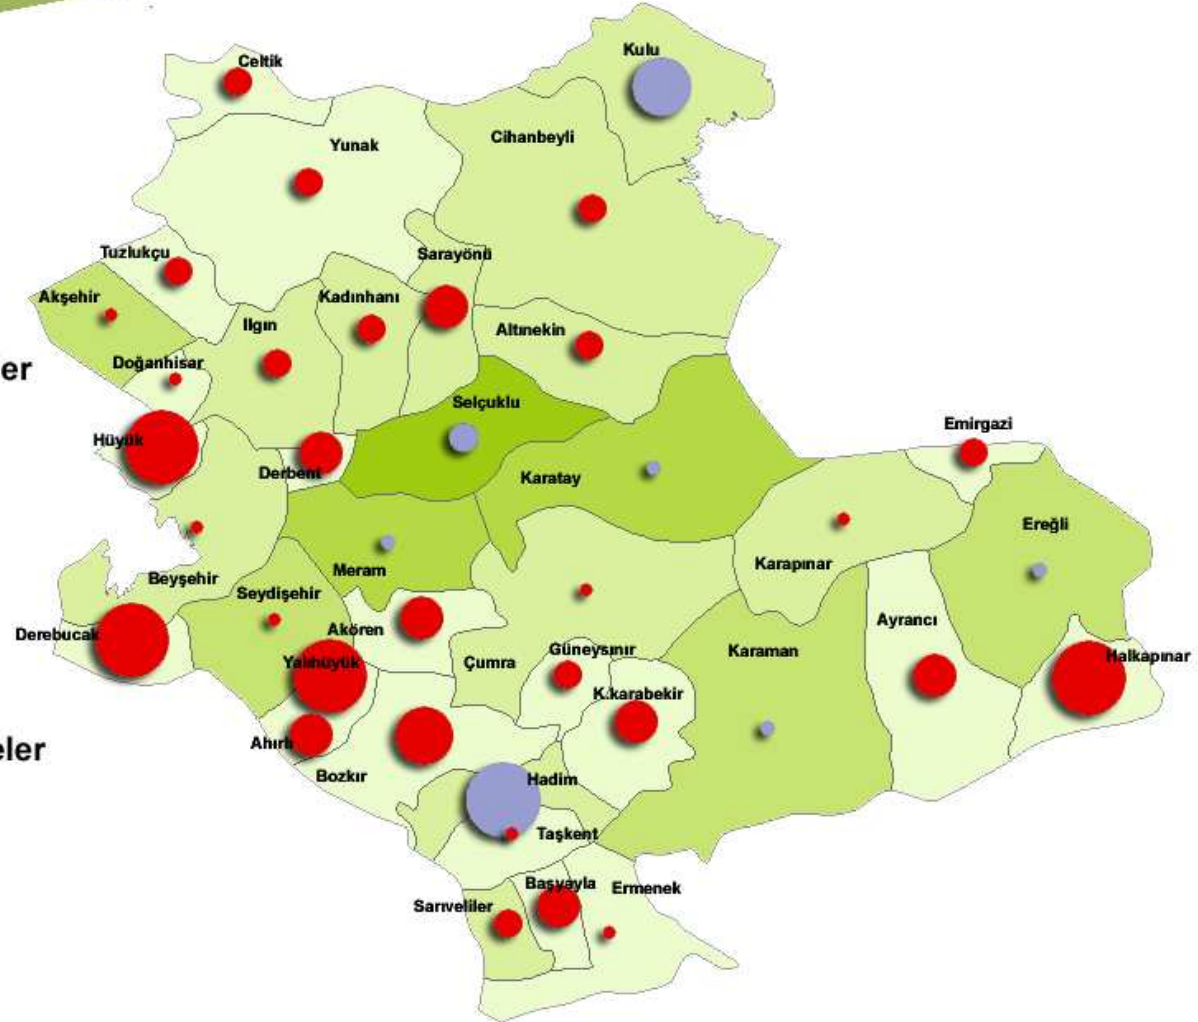 Kulu
Celtik
Cihanbeyli
Yunak
Tuzlukçu
Sarayönü
Akşehir
Kadınhanı
Ilgın
Altınekin
Doğanhisar
er
Selçuklu
Emirgazi
Hüyük
Derbent
Karatay
Ereğli
Karapınar
Meram
Beyşehir
Seydişehir
Ayrancı
Akören
Derebucak
Güneysınır
Karaman
Halkapınar
Yalıhüyük
Çumra
K.karabekir
Ahırlı
eler
Bozkır
Hadim
Taşkent
Başyayla
Ermenek
Sarıveliler